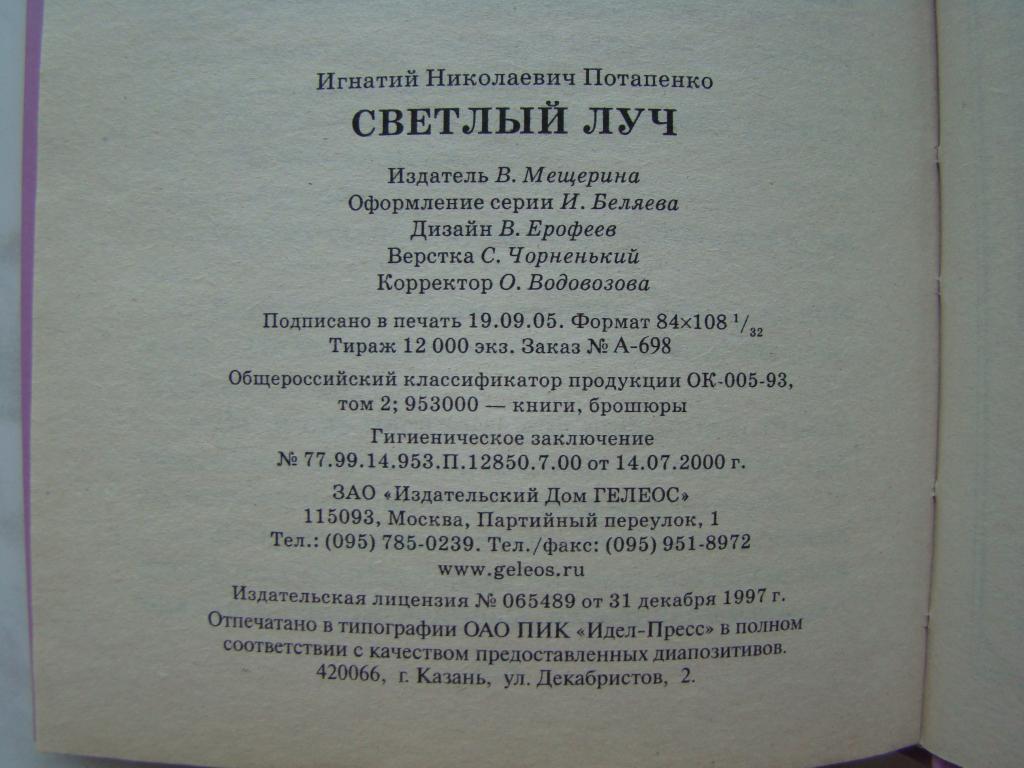 Игнатий Николаевич Потапенко
СВЕТЛЫЙ ЛУЧ
Издатель В. Мещерина
Оформление серии И. Беляева
Дизайн В. Ерофеев
Верстка С. Чорненький
Корректор О. Водовозова
Подписано в печать 19.09.05. Формат 84×108 1/32
Тираж 12 000 экз. Заказ № А-698
Общероссийский классификатор продукции ОК-005-93,
том 2; 953000 — книги, брошюры
Гигиеническое заключение
№ 77.99.14.953.П.12850.7.00 от 14.07.2000 г.
ЗАО «Издательский Дом ГЕЛЕОС»
115093, Москва, Партийный переулок, 1
Тел.: (095) 785-0239. Тел./факс: (095) 951-8972
www.geleos.ru
Издательская лицензия № 065489 от 31 декабря 1997 г.
Отпечатано в типографии ОАО ПИК «Идел-Пресс» в полном
соответствии с качеством предоставленных диапозитивов.
420066, г. Казань, ул. Декабристов, 2.